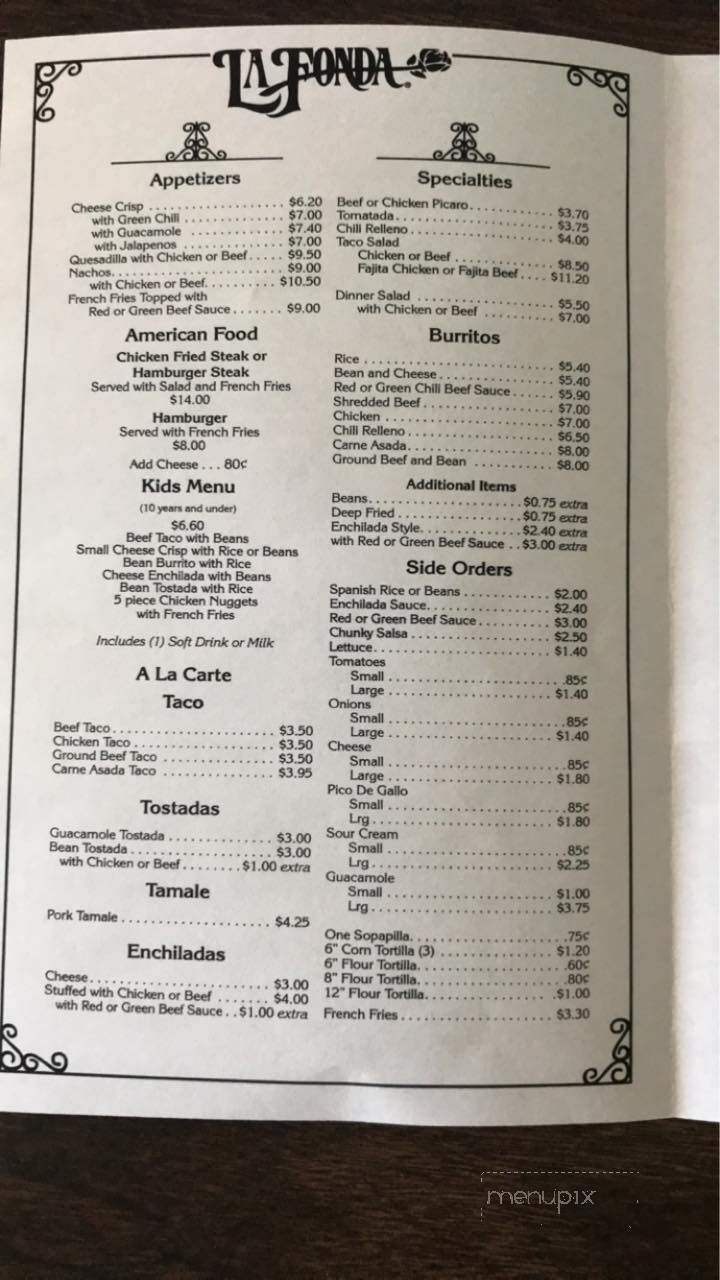 LA FONDA
Appetizers
Cheese Crisp . . . . . . . . . . . . . . . . . . . $6.20
with Green Chili . . . . . . . . . . . . . . $7.00
with Guacamole . . . . . . . . . . . . . $7.40
with Jalapenos . . . . . . . . . . . . . . $7.00
Quesadilla with Chicken or Beef . . . . . $9.50
Nachos. . . . . . . . . . . . . . . . . . . . . . . . $9.00
with Chicken or Beef. . . . . . . . . . $10.50
French Fries Topped with
Red or Green Beef Sauce . . . . . . . $9.00
American Food
Chicken Fried Steak or
Hamburger Steak
Served with Salad and French Fries
$14.00
Hamburger
Served with French Fries
$8.00
Add Cheese . . . 80¢
Kids Menu
(10 years and under)
$6.60
Beef Taco with Beans
Small Cheese Crisp with Rice or Beans
Bean Burrito with Rice
Cheese Enchilada with Beans
Bean Tostada with Rice
5 piece Chicken Nuggets
with French Fries
Includes (1) Soft Drink or Milk
A La Carte
Taco
Beef Taco . . . . . . . . . . . . . . . . . . . . . . . $3.50
Chicken Taco . . . . . . . . . . . . . . . . . . . . $3.50
Ground Beef Taco . . . . . . . . . . . . . . . . $3.50
Carne Asada Taco . . . . . . . . . . . . . . . . $3.95
Tostadas
Guacamole Tostada . . . . . . . . . . . . . . . $3.00
Bean Tostada . . . . . . . . . . . . . . . . . . . . $3.00
with Chicken or Beef . . . . . . . . $1.00 extra
Tamale
Pork Tamale . . . . . . . . . . . . . . . . . . . . . $4.25
Enchiladas
Cheese. . . . . . . . . . . . . . . . . . . . . . . . . $3.00
Stuffed with Chicken or Beef . . . . . . . $4.00
with Red or Green Beef Sauce . . $1.00 extra
Specialties
Beef or Chicken Picaro. . . . . . . . . . . . $3.70
Tomatada. . . . . . . . . . . . . . . . . . . . . . $3.75
Chili Relleno . . . . . . . . . . . . . . . . . . . . $4.00
Taco Salad
Chicken or Beef . . . . . . . . . . . . . . $8.50
Fajita Chicken or Fajita Beef . . . . $11.20
Dinner Salad . . . . . . . . . . . . . . . . . . . $5.50
with Chicken or Beef . . . . . . . . . . $7.00
Burritos
Rice . . . . . . . . . . . . . . . . . . . . . . . . . . $5.40
Bean and Cheese . . . . . . . . . . . . . . . . $5.40
Red or Green Chili Beef Sauce . . . . . . $5.90
Shredded Beef . . . . . . . . . . . . . . . . . . $7.00
Chicken . . . . . . . . . . . . . . . . . . . . . . . $7.00
Chili Relleno . . . . . . . . . . . . . . . . . . . . $6.50
Carne Asada. . . . . . . . . . . . . . . . . . . . $8.00
Ground Beef and Bean . . . . . . . . . . . $8.00
Additional Items
Beans. . . . . . . . . . . . . . . . . . . . . . $0.75 extra
Deep Fried . . . . . . . . . . . . . . . . . . $0.75 extra
Enchilada Style. . . . . . . . . . . . . . . $2.40 extra
with Red or Green Beef Sauce . . $3.00 extra
Side Orders
Spanish Rice or Beans . . . . . . . . . . . . $2.00
Enchilada Sauce. . . . . . . . . . . . . . . . . $2.40
Red or Green Beef Sauce . . . . . . . . . . $3.00
Chunky Salsa . . . . . . . . . . . . . . . . . . . $2.50
Lettuce. . . . . . . . . . . . . . . . . . . . . . . . $1.40
Tomatoes
Small . . . . . . . . . . . . . . . . . . . . . . . .85¢
Large . . . . . . . . . . . . . . . . . . . . . . $1.40
Onions
Small . . . . . . . . . . . . . . . . . . . . . . . .85¢
Large . . . . . . . . . . . . . . . . . . . . . . $1.40
Cheese
Small . . . . . . . . . . . . . . . . . . . . . . . .85¢
Large . . . . . . . . . . . . . . . . . . . . . . $1.80
Pico De Gallo
Small . . . . . . . . . . . . . . . . . . . . . . . .85¢
Lrg . . . . . . . . . . . . . . . . . . . . . . . . $1.80
Sour Cream
Small . . . . . . . . . . . . . . . . . . . . . . . .85¢
Lrg . . . . . . . . . . . . . . . . . . . . . . . . $2.25
Guacamole
Small . . . . . . . . . . . . . . . . . . . . . . $1.00
Lrg . . . . . . . . . . . . . . . . . . . . . . . . $3.75
One Sopapilla. . . . . . . . . . . . . . . . . . . . .75¢
6" Corn Tortilla (3) . . . . . . . . . . . . . . . $1.20
6" Flour Tortilla. . . . . . . . . . . . . . . . . . . .60¢
8" Flour Tortilla. . . . . . . . . . . . . . . . . . . .80¢
12" Flour Tortilla. . . . . . . . . . . . . . . . . .$1.00
French Fries . . . . . . . . . . . . . . . . . . . . $3.30
menupix